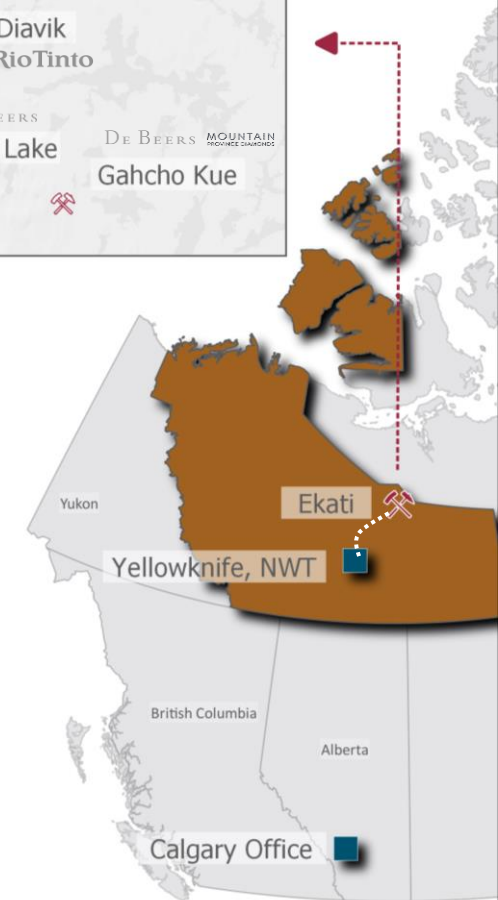 Diavik
RioTinto
EERS
DE BEERS MOUNTAIN
PROVINCE DIAMONDS
Lake
Gahcho Kue
Ekati
Yukon
Yellowknife, NWT
British Columbia
Alberta
Calgary Office